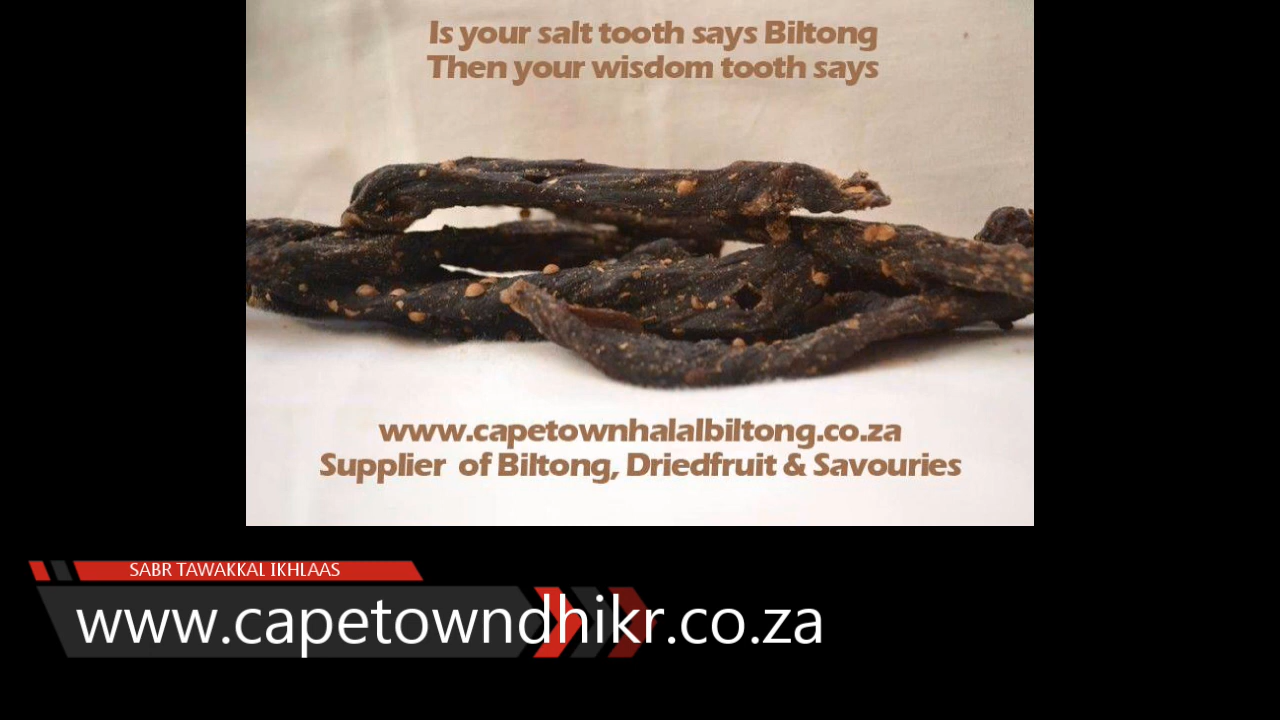 Is your salt tooth says Biltong
Then your wisdom tooth says
www.capetownhalalbiltong.co.za
Supplier of Biltong, Driedfruit & Savouries
SABR TAWAKKAL IKHLAAS
www.capetowndhikr.co.za